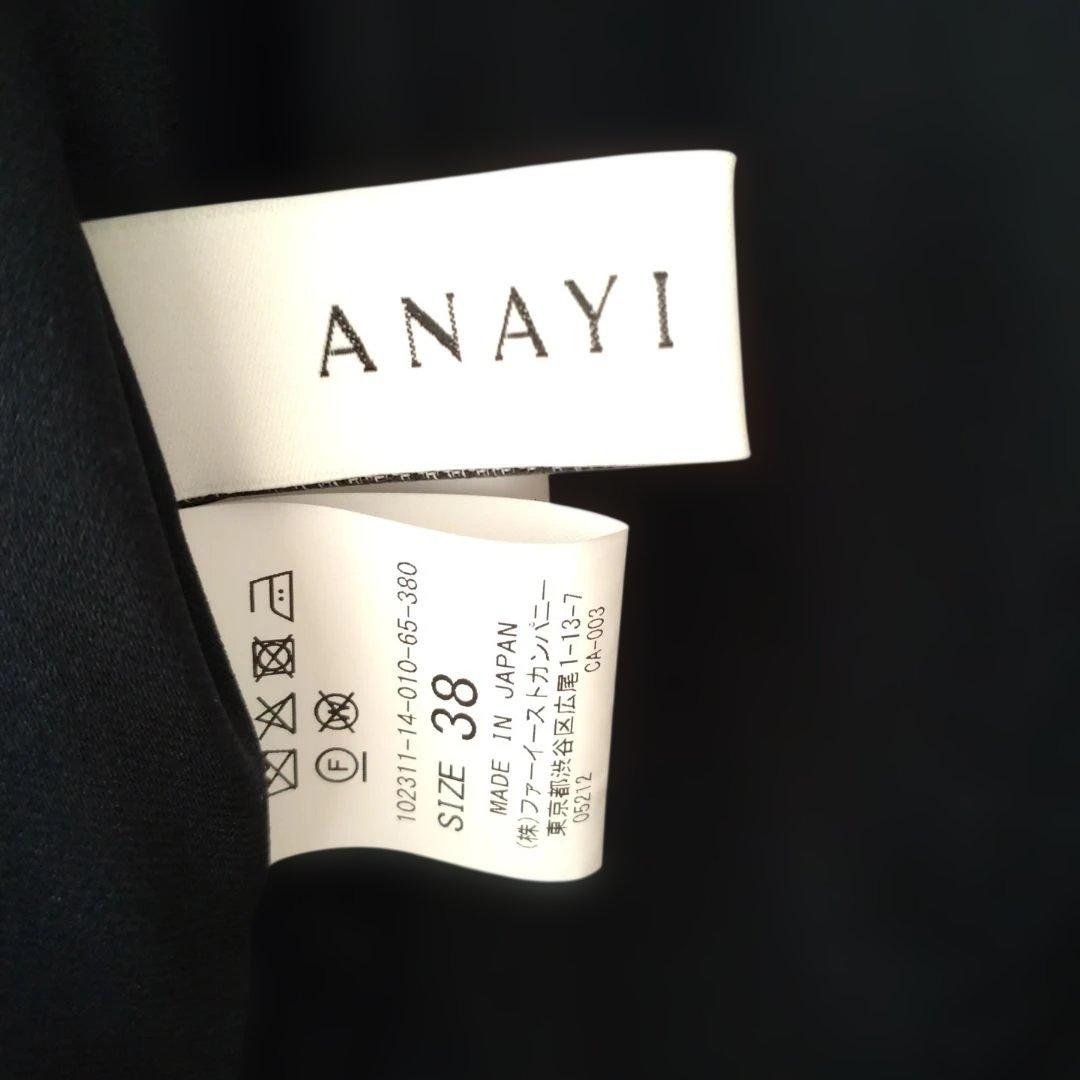 ANAYI
102311-14-010-65-380
SIZE 38
MADE IN JAPAN
(株)ファーイーストカンパニー
東京都渋谷区広尾1-13-7
05212 CA-003
W
F